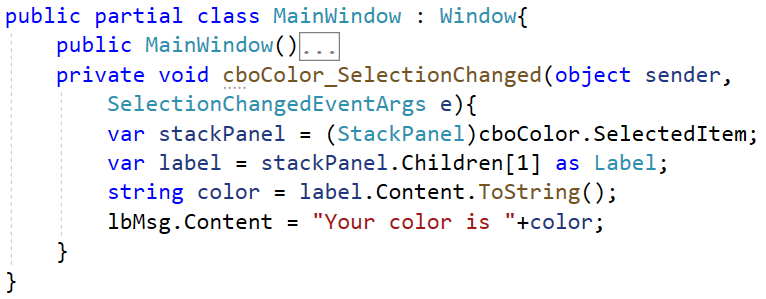 public partial class MainWindow : Window{
public MainWindow()...
private void cboColor_SelectionChanged(object sender,
SelectionChangedEventArgs e){
var stackPanel = (StackPanel)cboColor.SelectedItem;
var label = stackPanel.Children[1] as Label;
string color = label.Content.ToString();
lbMsg.Content = "Your color is "+color;
}
}